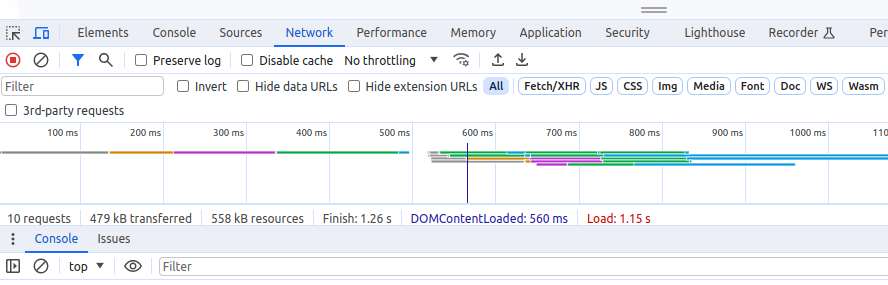 Elements Console Sources Network Performance Memory Application Security Lighthouse Recorder
Preserve log Disable cache No throttling
Filter Invert Hide data URLs Hide extension URLs All Fetch/XHR JS CSS Img Media Font Doc WS Wasm
3rd-party requests
100 ms 200 ms 300 ms 400 ms 500 ms 600 ms 700 ms 800 ms 900 ms 1000 ms
10 requests 479 kB transferred 558 kB resources Finish: 1.26 s DOMContentLoaded: 560 ms Load: 1.15 s
Console Issues
top Filter